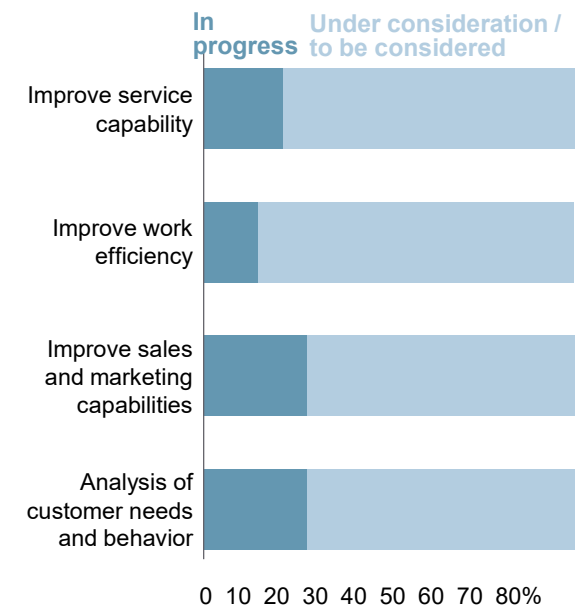 In
progress
Under consideration /
to be considered
Improve service
capability
Improve work
efficiency
Improve sales
and marketing
capabilities
Analysis of
customer needs
and behavior
0 10 20 30 40 50 60 70 80%